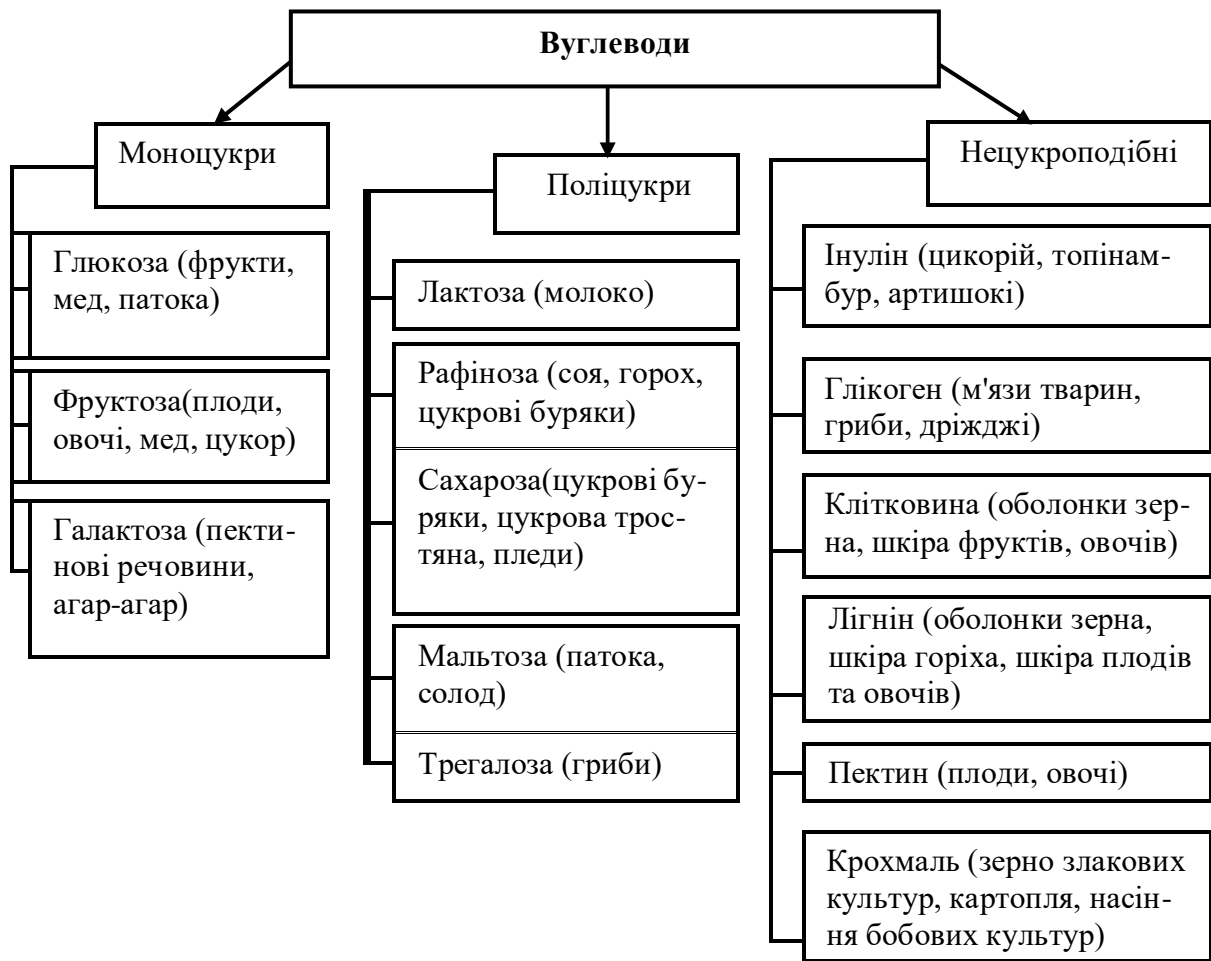 Вуглеводи
Моноцукри
Глюкоза (фрукти,
мед, патока)
Фруктоза(плоди,
овочі, мед, цукор)
Галактоза (пекти-
нові речовини,
агар-агар)
Поліцукри
Лактоза (молоко)
Рафіноза (соя, горох,
цукрові буряки)
Сахароза(цукрові бу-
ряки, цукрова трос-
тяна, пледи)
Мальтоза (патока,
солод)
Трегалоза (гриби)
Нецукроподібні
Інулін (цикорій, топінам-
бур, артишокі)
Глікоген (м'язи тварин,
гриби, дріжджі)
Клітковина (оболонки зер-
на, шкіра фруктів, овочів)
Лігнін (оболонки зерна,
шкіра горіха, шкіра плодів
та овочів)
Пектин (плоди, овочі)
Крохмаль (зерно злакових
культур, картопля, насін-
ня бобових культур)